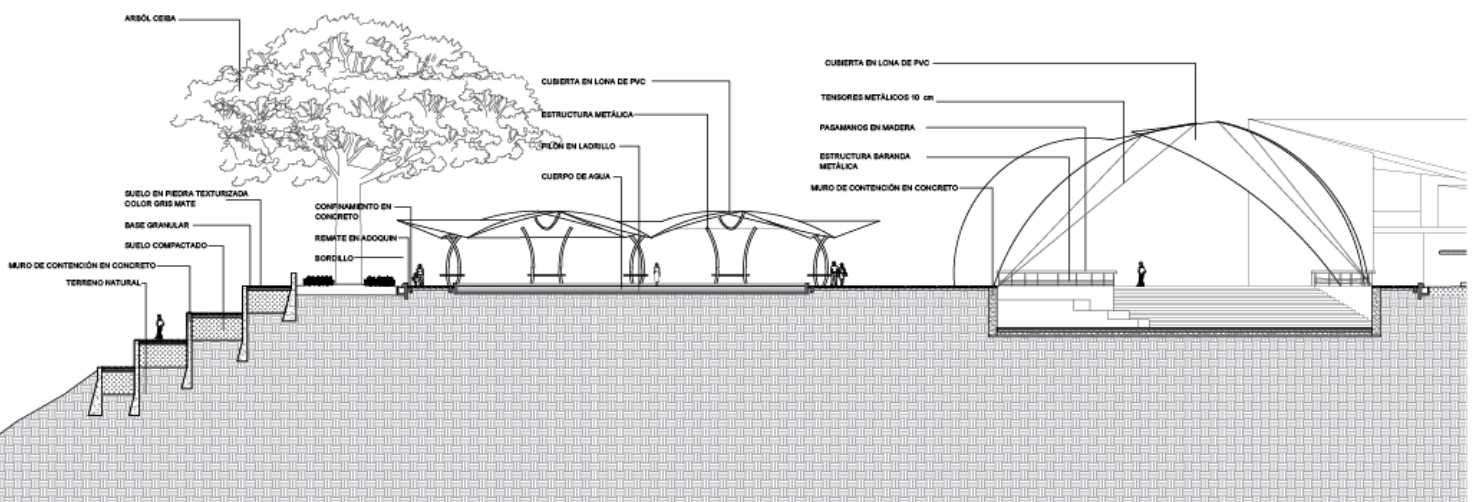 ARBÓL CEIBA
SUELO EN PIEDRA TEXTURIZADA
COLOR GRIS MATE
BASE GRANULAR
SUELO COMPACTADO
MURO DE CONTENCIÓN EN CONCRETO
TERRENO NATURAL
CONFINAMIENTO EN
CONCRETO
REMATE EN ADOQUIN
BORDILLO
CUBIERTA EN LONA DE PVC
ESTRUCTURA METÁLICA
PILÓN EN LADRILLO
CUERPO DE AGUA
CUBIERTA EN LONA DE PVC
TENSORES METÁLICOS 10 cm
PASAMANOS EN MADERA
ESTRUCTURA BARANDA
METÁLICA
MURO DE CONTENCIÓN EN CONCRETO